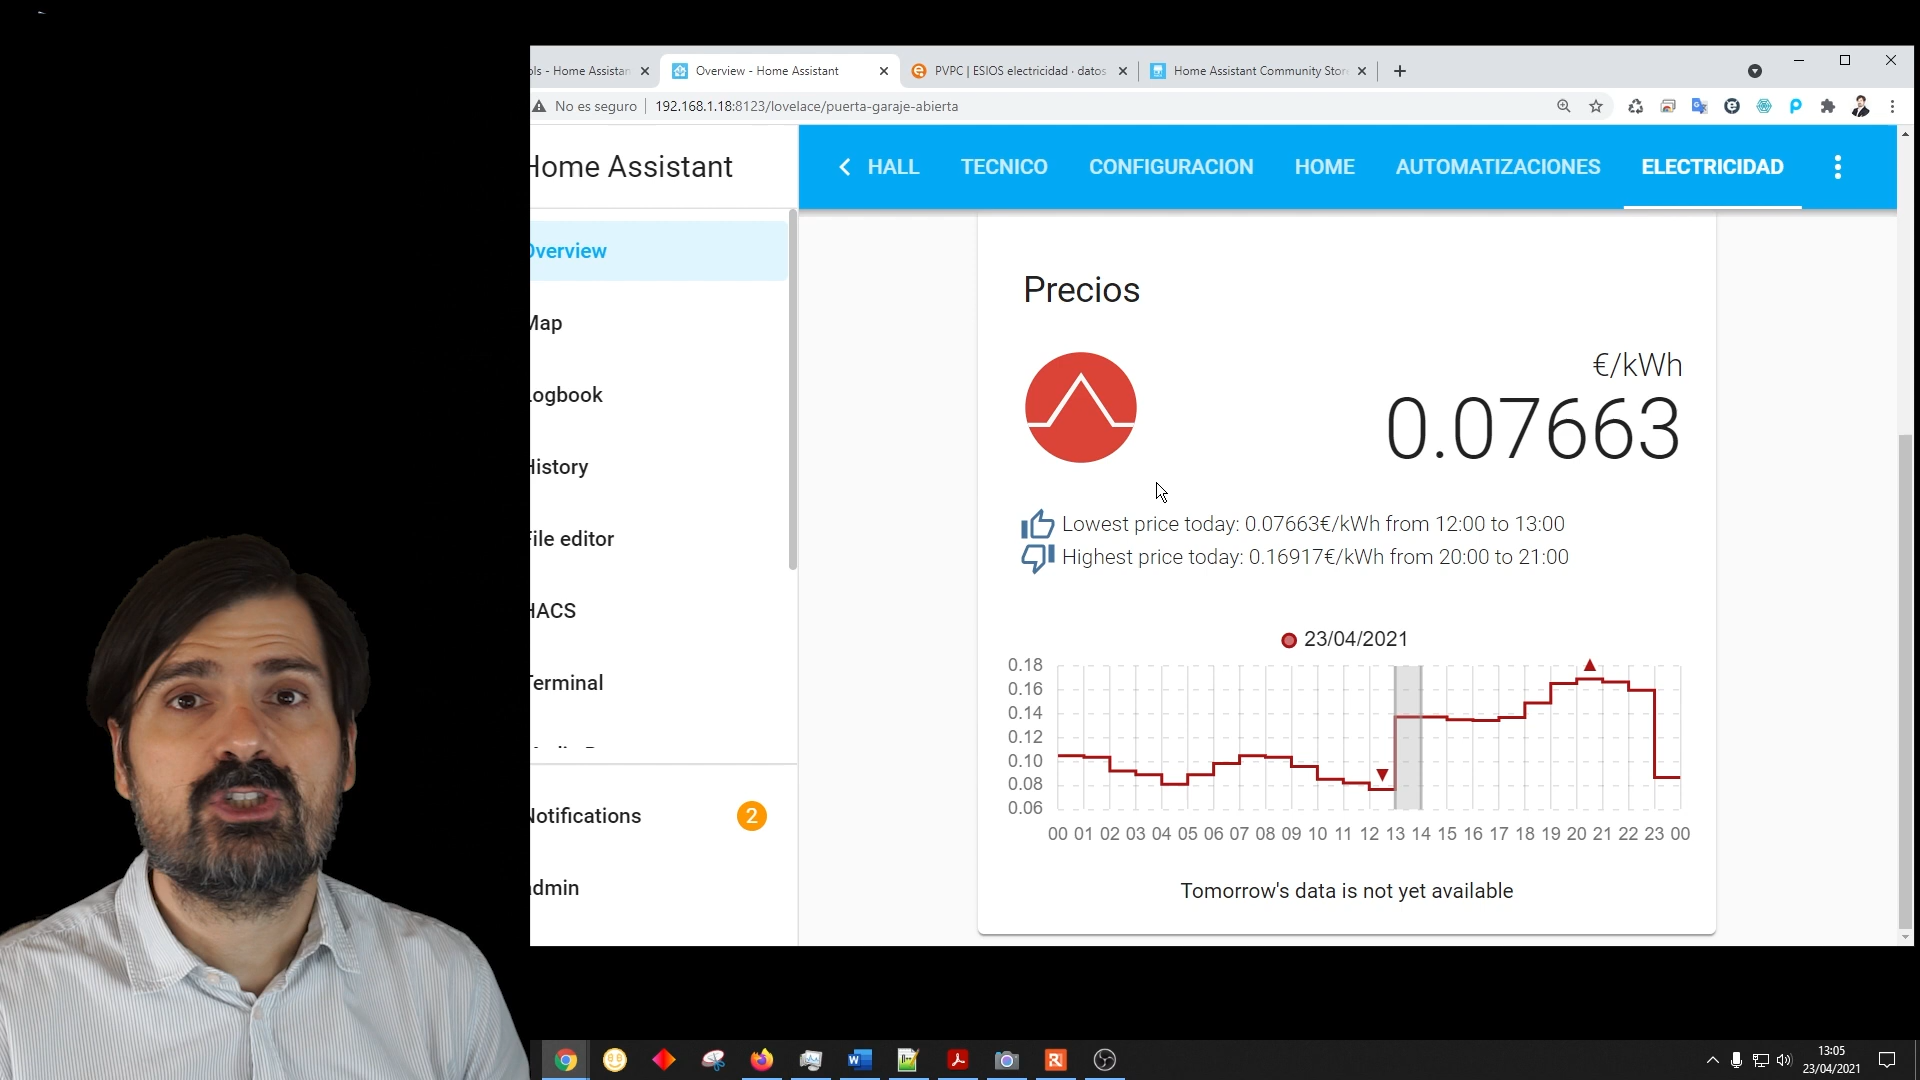 ols - Home Assistan
Overview - Home Assistant
PVPC | ESIOS electricidad · datos
Home Assistant Community Store
No es seguro
192.168.1.18:8123/lovelace/puerta-garaje-abierta
Home Assistant
HALL
TECNICO
CONFIGURACION
HOME
AUTOMATIZACIONES
ELECTRICIDAD
Overview
Map
Logbook
History
File editor
HACS
Terminal
Notifications
2
admin
Precios
€/kWh
0.07663
Lowest price today: 0.07663€/kWh from 12:00 to 13:00
Highest price today: 0.16917€/kWh from 20:00 to 21:00
23/04/2021
0.18
0.16
0.14
0.12
0.10
0.08
0.06
00 01 02 03 04 05 06 07 08 09 10 11 12 13 14 15 16 17 18 19 20 21 22 23 00
Tomorrow's data is not yet available
13:05
23/04/2021